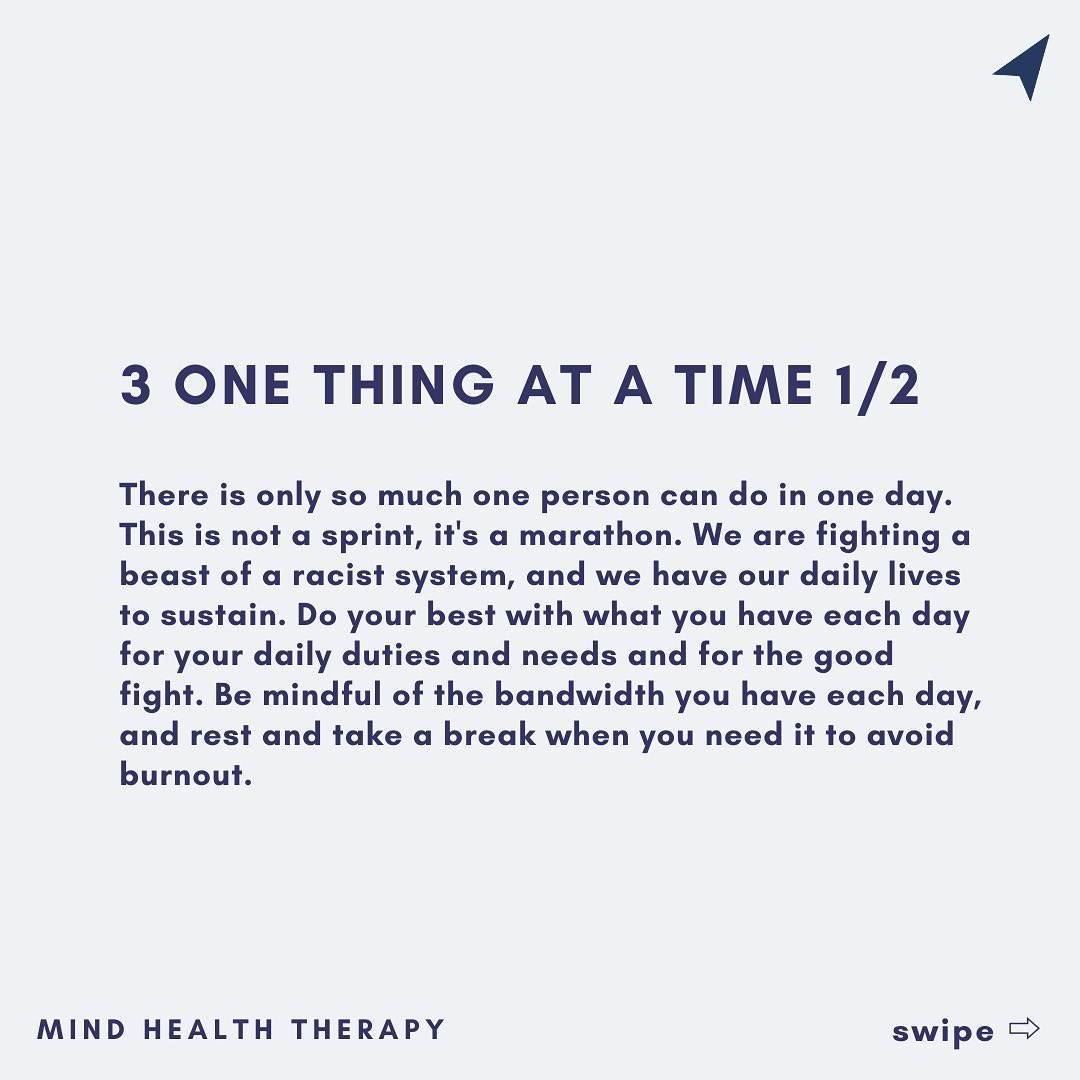 3 ONE THING AT A TIME 1/2
There is only so much one person can do in one day.
This is not a sprint, it's a marathon. We are fighting a
beast of a racist system, and we have our daily lives
to sustain. Do your best with what you have each day
for your daily duties and needs and for the good
fight. Be mindful of the bandwidth you have each day,
and rest and take a break when you need it to avoid
burnout.
MIND HEALTH THERAPY
swipe